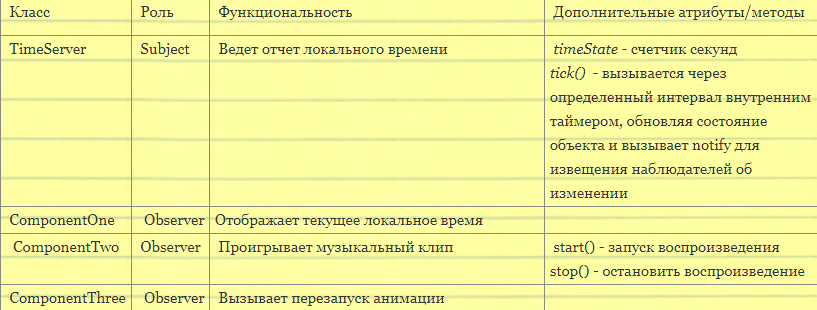 Класс Роль Функциональность Дополнительные атрибуты/методы
TimeServer Subject Ведет отчет локального времени timeState - счетчик секунд
tick() - вызывается через
определенный интервал внутренним
таймером, обновляя состояние
объекта и вызывает notify для
извещения наблюдателей об
изменении
ComponentOne Observer Отображает текущее локальное время
ComponentTwo Observer Проигрывает музыкальный клип start() - запуск воспроизведения
stop() - остановить воспроизведение
ComponentThree Observer Вызывает перезапуск анимации